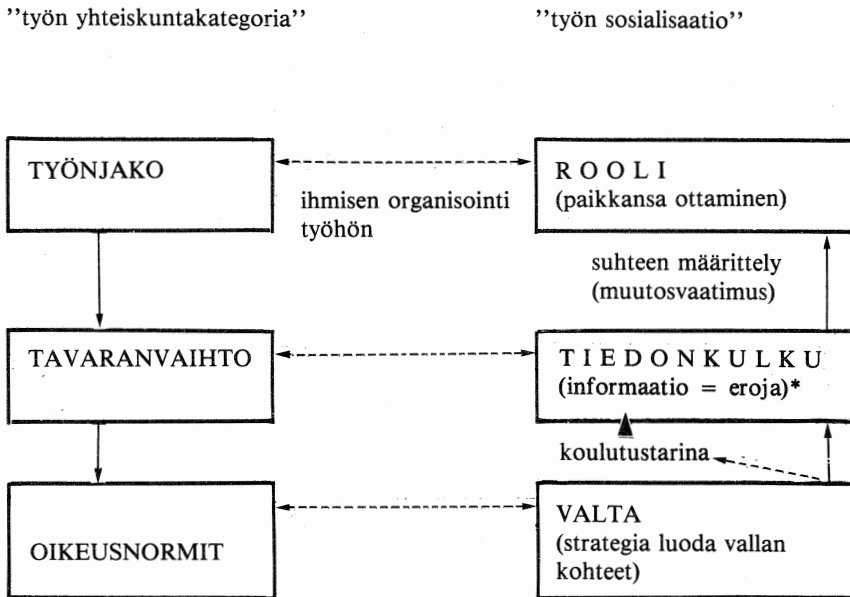 ”työn yhteiskuntakategoria”
”työn sosialisaatio”
TYÖNJAKO
ihmisen organisointi
työhön
R O O L I
(paikkansa ottaminen)
suhteen määrittely
(muutosvaatimus)
TAVARANVAIHTO
T I E D O N K U L K U
(informaatio = eroja)*
koulutustarina
OIKEUSNORMIT
VALTA
(strategia luoda vallan
kohteet)